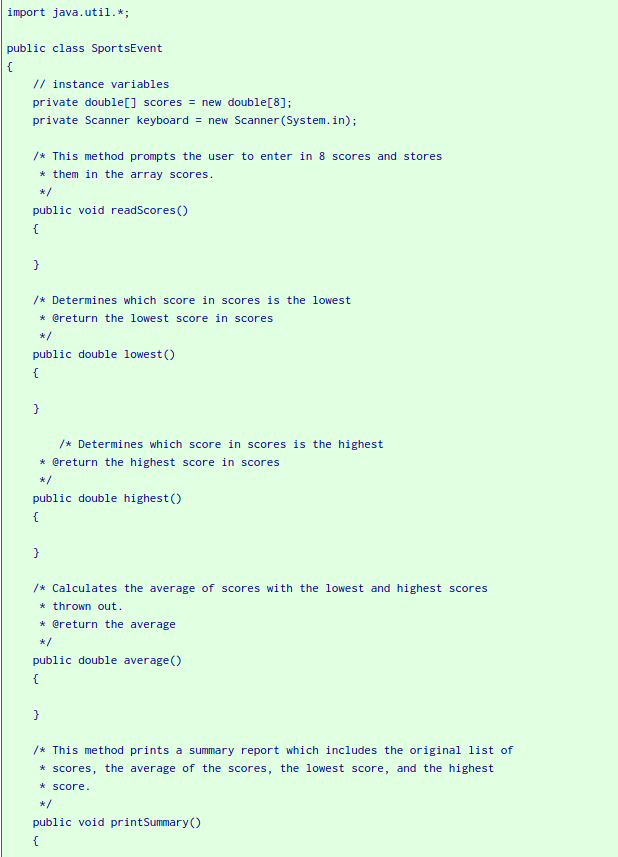 import java.util.*;
public class SportsEvent
{
// instance variables
private double[] scores = new double[8];
private Scanner keyboard = new Scanner(System.in);
/* This method prompts the user to enter in 8 scores and stores
* them in the array scores.
*/
public void readScores()
{
}
/* Determines which score in scores is the lowest
* @return the lowest score in scores
*/
public double lowest()
{
}
/* Determines which score in scores is the highest
* @return the highest score in scores
*/
public double highest()
{
}
/* Calculates the average of scores with the lowest and highest scores
* thrown out.
* @return the average
*/
public double average()
{
}
/* This method prints a summary report which includes the original list of
* scores, the average of the scores, the lowest score, and the highest
* score.
*/
public void printSummary()
{